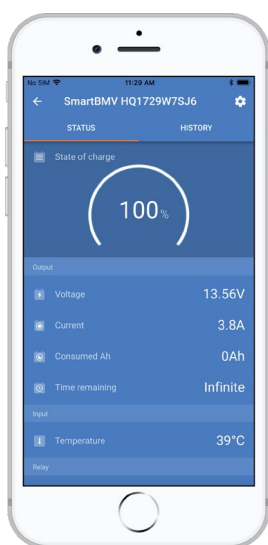 No SIM 11:29 AM
SmartBMV HQ1729W7SJ6
STATUS HISTORY
State of charge
100%
Output
Voltage 13.56V
Current 3.8A
Consumed Ah 0Ah
Time remaining Infinite
Input
Temperature 39°C
Relay